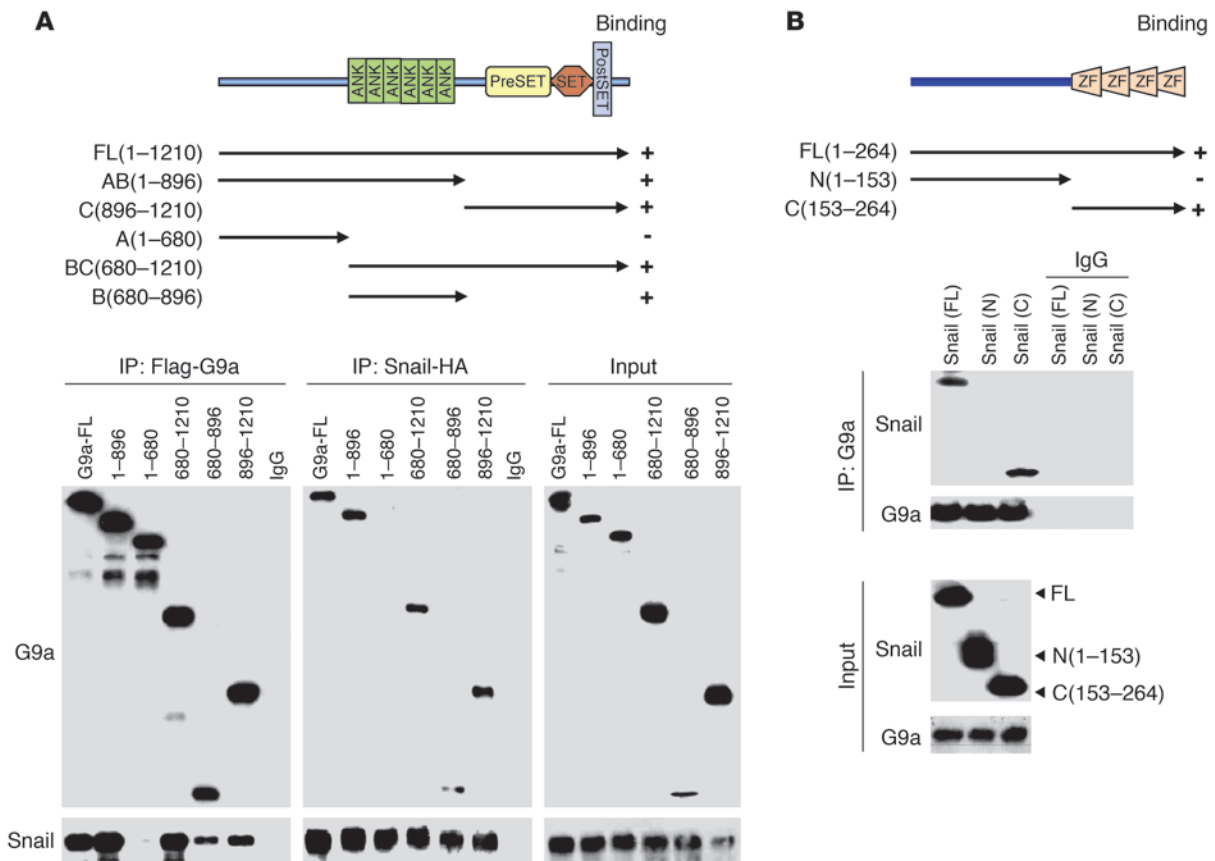 A
Binding
ANK ANK ANK ANK ANK ANK PreSET SET PostSET
FL(1–1210) +
AB(1–896) +
C(896–1210) +
A(1–680) -
BC(680–1210) +
B(680–896) +
IP: Flag-G9a IP: Snail-HA Input
G9a-FL 1–896 1–680 680–1210 680–896 896–1210 IgG G9a-FL 1–896 1–680 680–1210 680–896 896–1210 IgG G9a-FL 1–896 1–680 680–1210 680–896 896–1210
G9a
Snail
B
Binding
ZF ZF ZF ZF
FL(1–264) +
N(1–153) -
C(153–264) +
IgG
Snail (FL) Snail (N) Snail (C) Snail (FL) Snail (N) Snail (C)
IP: G9a
Snail
G9a
Input
Snail
FL
N(1–153)
C(153–264)
G9a